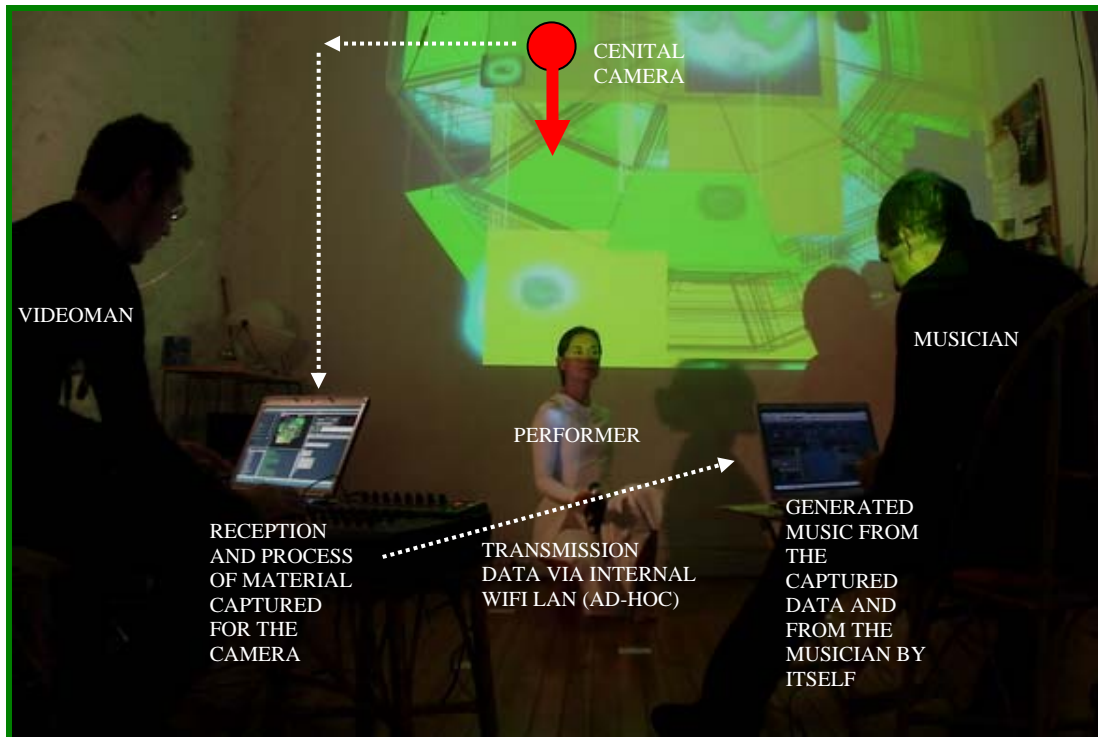 CENITAL
CAMERA
VIDEOMAN
MUSICIAN
PERFORMER
RECEPTION
AND PROCESS
OF MATERIAL
CAPTURED
FOR THE
CAMERA
TRANSMISSION
DATA VIA INTERNAL
WIFI LAN (AD-HOC)
GENERATED
MUSIC FROM
THE
CAPTURED
DATA AND
FROM THE
MUSICIAN BY
ITSELF